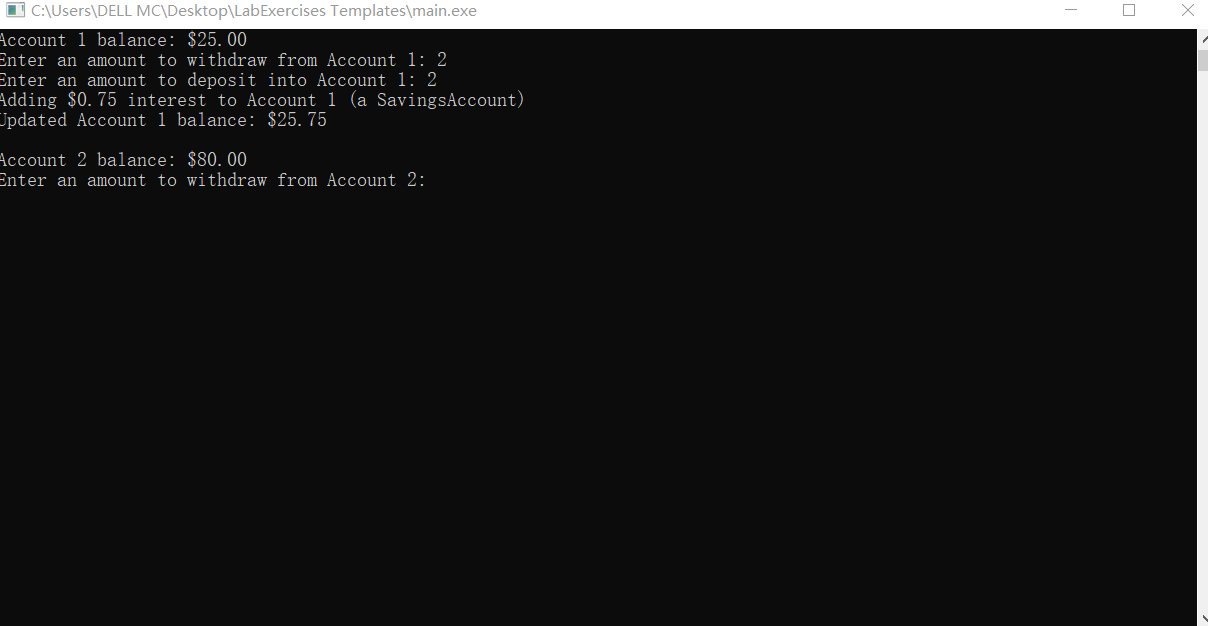 C:\Users\DELL MC\Desktop\LabExercises Templates\main.exe
Account 1 balance: $25.00
Enter an amount to withdraw from Account 1: 2
Enter an amount to deposit into Account 1: 2
Adding $0.75 interest to Account 1 (a SavingsAccount)
Updated Account 1 balance: $25.75
Account 2 balance: $80.00
Enter an amount to withdraw from Account 2: